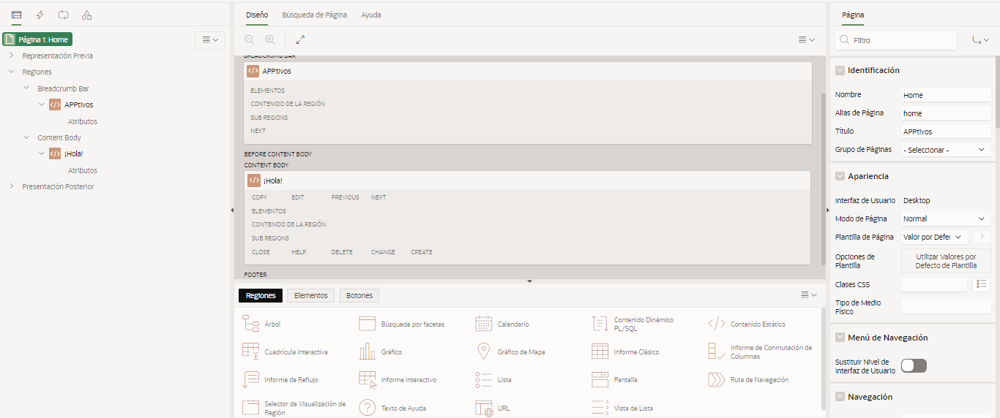 Página 1: Home
Representación Previa
Regiones
Breadcrumb Bar
APPtivos
Atributos
Content Body
¡Hola!
Atributos
Presentación Posterior
Diseño Búsqueda de Página Ayuda
BREADCRUMB BAR
APPtivos
ELEMENTOS
CONTENIDO DE LA REGIÓN
SUB REGIONS
NEXT
BEFORE CONTENT BODY
CONTENT BODY
¡Hola!
COPY EDIT PREVIOUS NEXT
ELEMENTOS
CONTENIDO DE LA REGIÓN
SUB REGIONS
CLOSE HELP DELETE CHANGE CREATE
FOOTER
Regiones Elementos Botones
Árbol Búsqueda por facetas Calendario Contenido Dinámico
PL/SQL Contenido Estático
Cuadrícula Interactiva Gráfico Gráfico de Mapa Informe Clásico Informe de Conmutación de
Columnas
Informe de Reflujo Informe Interactivo Lista Pantalla Ruta de Navegación
Selector de Visualización de
Región Texto de Ayuda URL Vista de Lista
Página
Filtro
Identificación
Nombre Home
Alias de Página home
Título APPtivos
Grupo de Páginas - Seleccionar -
Apariencia
Interfaz de Usuario Desktop
Modo de Página Normal
Plantilla de Página Valor por Defec
Opciones de
Plantilla Utilizar Valores por
Defecto de Plantilla
Clases CSS
Tipo de Medio
Físico
Menú de Navegación
Sustituir Nivel de
Interfaz de Usuario
Navegación